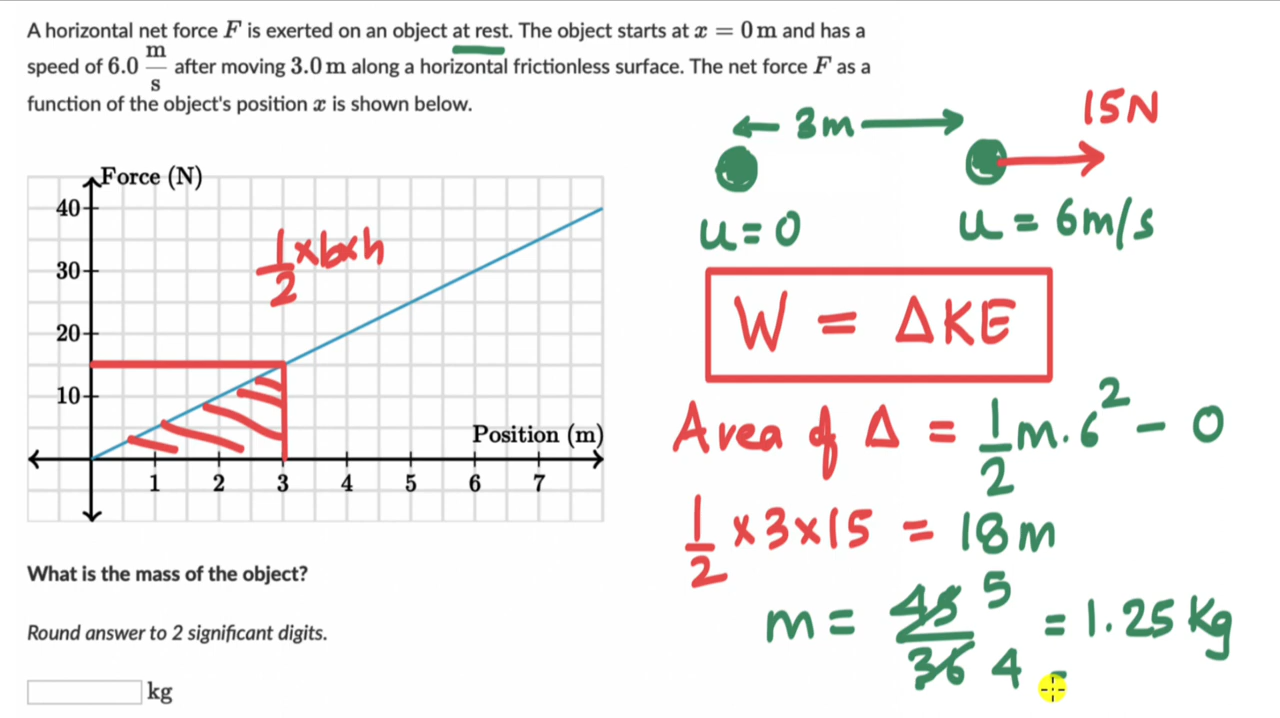 A horizontal net force F is exerted on an object at rest. The object starts at x = 0 m and has a
speed of 6.0 m/s after moving 3.0 m along a horizontal frictionless surface. The net force F as a
function of the object's position x is shown below.
← 3m →
15N
u = 0
u = 6m/s
Force (N)
40
30
20
10
1/2 × b × h
Position (m)
1 2 3 4 5 6 7
W = ΔKE
Area of Δ = 1/2 m.6² - 0
1/2 × 3 × 15 = 18m
m = 45/36 5/4 = 1.25 Kg
What is the mass of the object?
Round answer to 2 significant digits.
kg